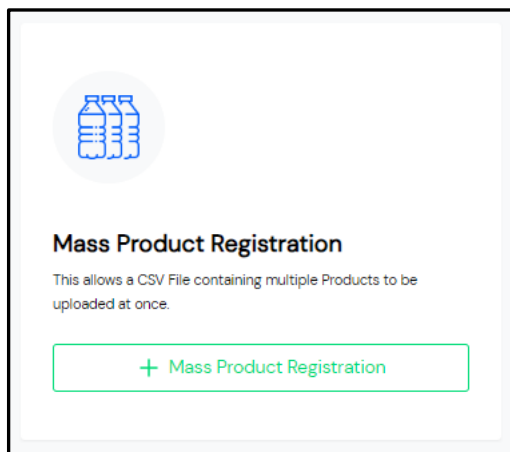 Mass Product Registration
This allows a CSV File containing multiple Products to be
uploaded at once.
+ Mass Product Registration